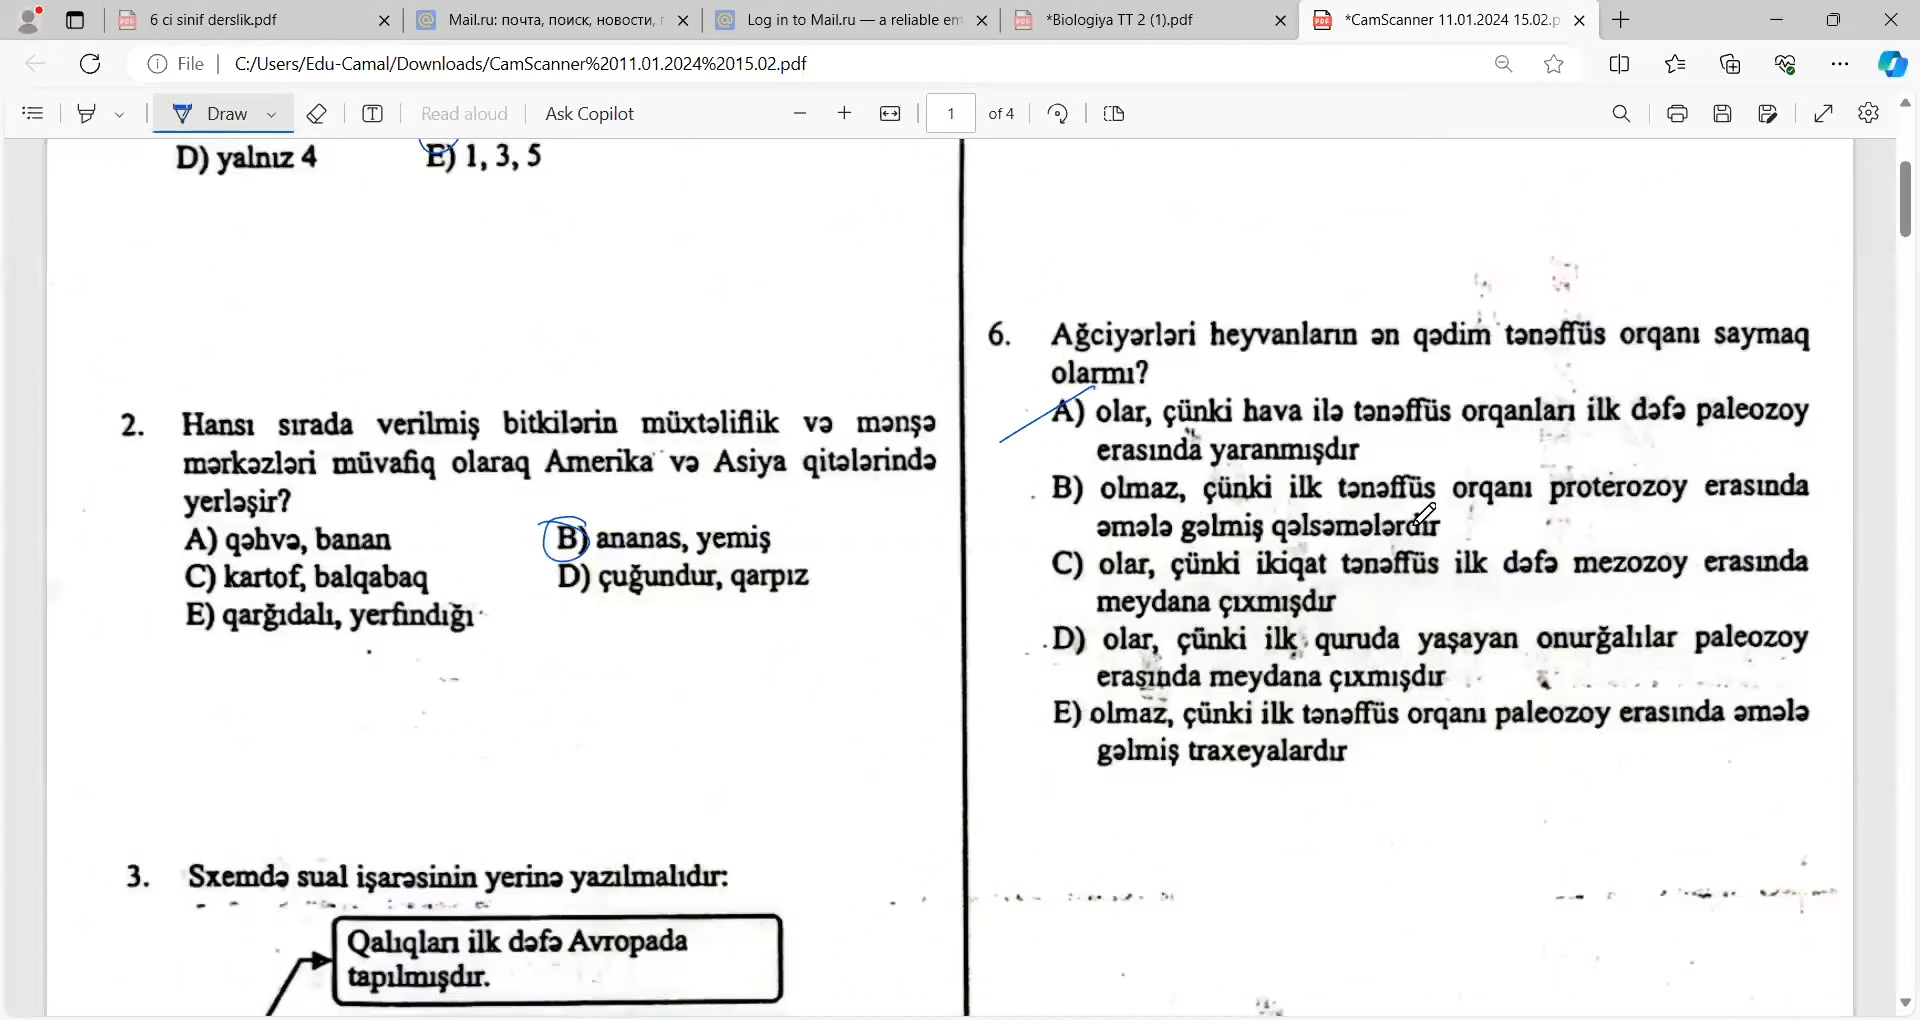 6 ci sinif derslik.pdf
Mail.ru: почта, поиск, новости,
Log in to Mail.ru — a reliable em
*Biologiya TT 2 (1).pdf
*CamScanner 11.01.2024 15.02.p
File
C:/Users/Edu-Camal/Downloads/CamScanner%2011.01.2024%2015.02.pdf
Draw
Read aloud
Ask Copilot
1 of 4
D) yalnız 4 E) 1, 3, 5
2. Hansı sırada verilmiş bitkilərin müxtəliflik və mənşə
mərkəzləri müvafiq olaraq Amerika və Asiya qitələrində
yerləşir?
A) qəhvə, banan B) ananas, yemiş
C) kartof, balqabaq D) çuğundur, qarpız
E) qarğıdalı, yerfındığı
3. Sxemdə sual işarəsinin yerinə yazılmalıdır:
Qalıqları ilk dəfə Avropada
tapılmışdır.
6. Ağciyərləri heyvanların ən qədim tənəffüs orqanı saymaq
olarmı?
A) olar, çünki hava ilə tənəffüs orqanları ilk dəfə paleozoy
erasında yaranmışdır
B) olmaz, çünki ilk tənəffüs orqanı proterozoy erasında
əmələ gəlmiş qəlsəmələrdir
C) olar, çünki ikiqat tənəffüs ilk dəfə mezozoy erasında
meydana çıxmışdır
D) olar, çünki ilk quruda yaşayan onurğalılar paleozoy
erasında meydana çıxmışdır
E) olmaz, çünki ilk tənəffüs orqanı paleozoy erasında əmələ
gəlmiş traxeyalardır